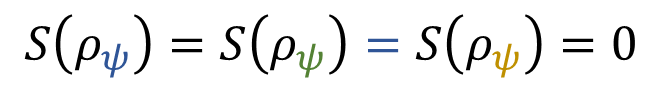 S(ρ_ψ) = S(ρ_ψ) = S(ρ_ψ) = 0